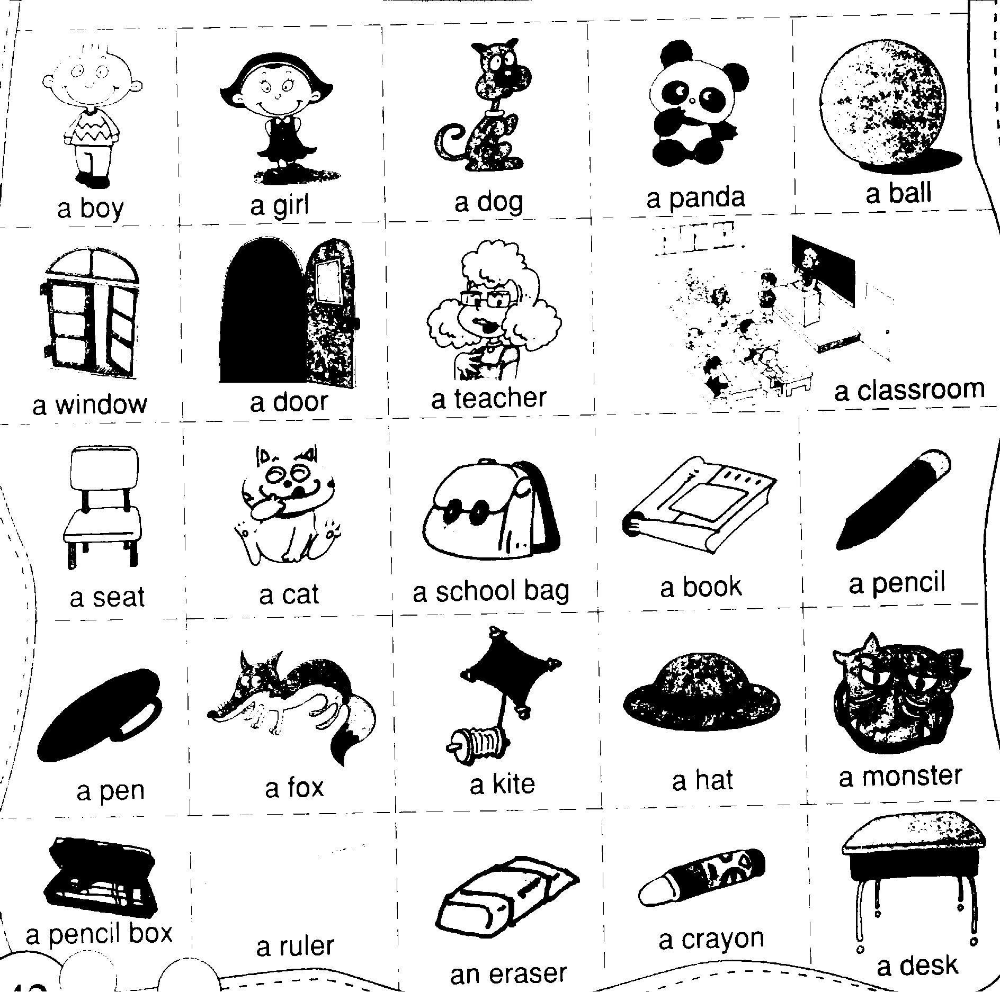 a boy
a girl
a dog
a panda
a ball
a window
a door
a teacher
a classroom
a seat
a cat
a school bag
a book
a pencil
a pen
a fox
a kite
a hat
a monster
a pencil box
a ruler
an eraser
a crayon
a desk